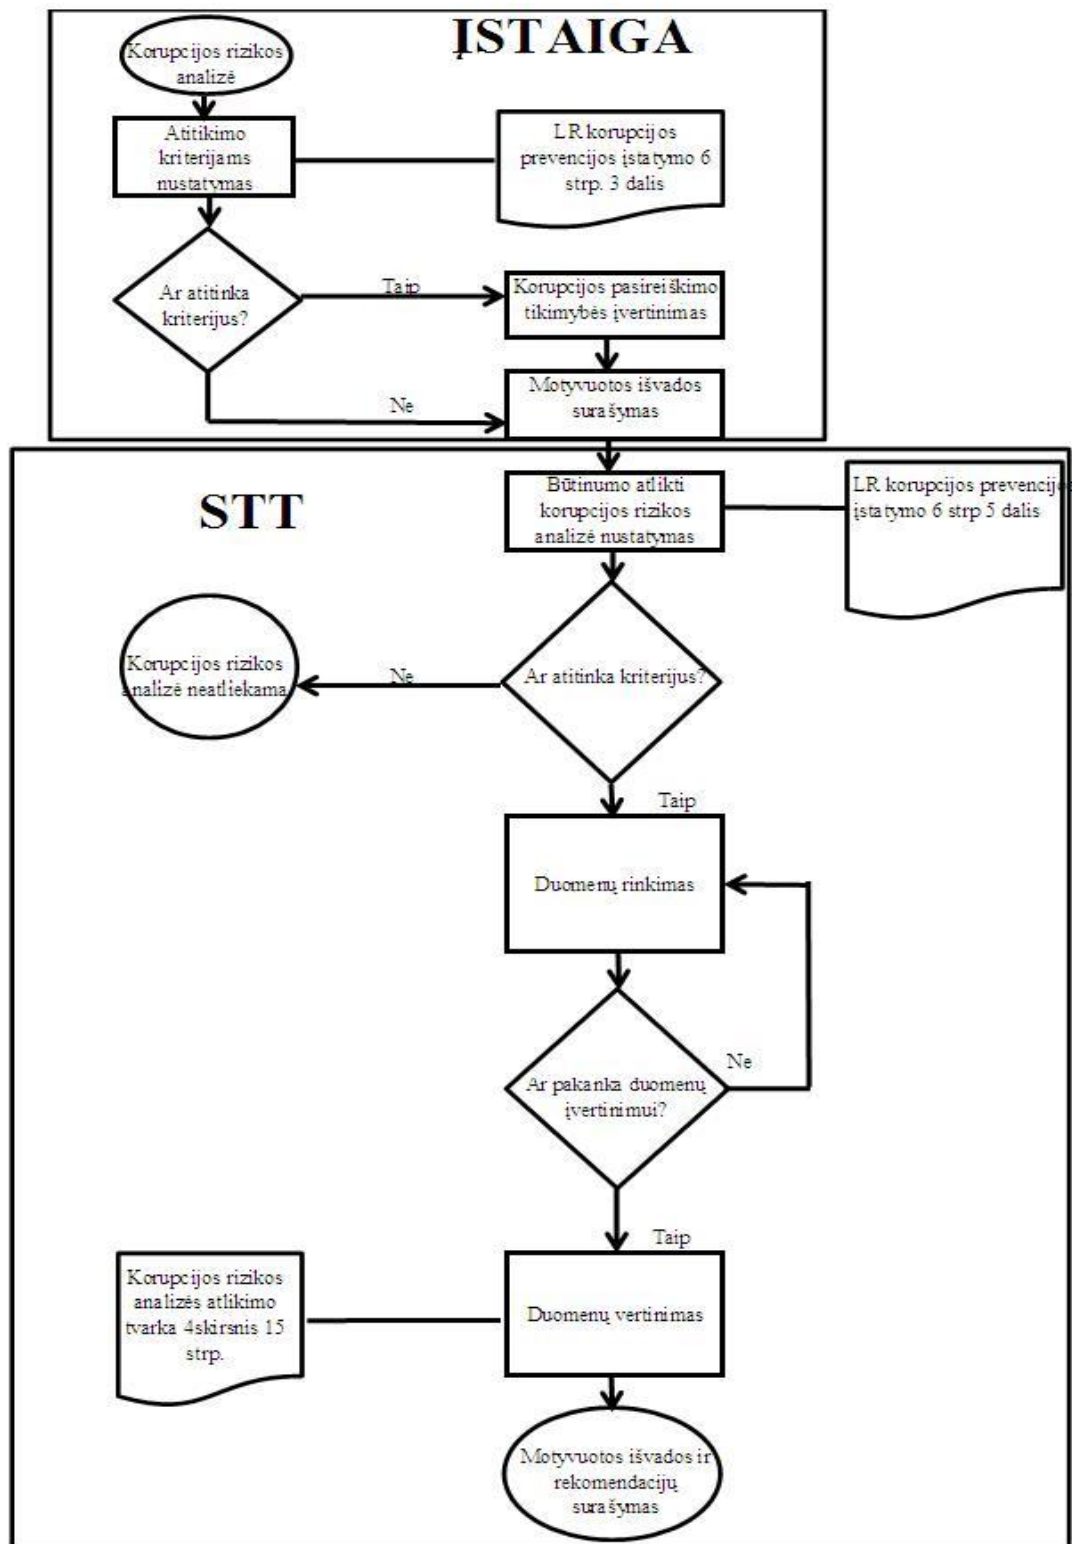 ĮSTAIGA
Korupcijos rizikos
analizė
Atitikimo
kriterijams
nustatymas
LR korupcijos
prevencijos įstatymo 6
strp. 3 dalis
Ar atitinka
kriterijus?
Taip
Korupcijos pasireiškimo
tikimybės įvertinimas
Ne
Motyvuotos išvados
surašymas
STT
Būtinumo atlikti
korupcijos rizikos
analizė nustatymas
LR korupcijos prevencijos
įstatymo 6 strp 5 dalis
Ar atitinka kriterijus?
Ne
Korupcijos rizikos
analizė neatliekama
Taip
Duomenų rinkimas
Ar pakanka duomenų
įvertinimui?
Ne
Taip
Korupcijos rizikos
analizės atlikimo
tvarka 4skirsnis 15
strp.
Duomenų vertinimas
Motyvuotos išvados ir
rekomendacijų
surašymas